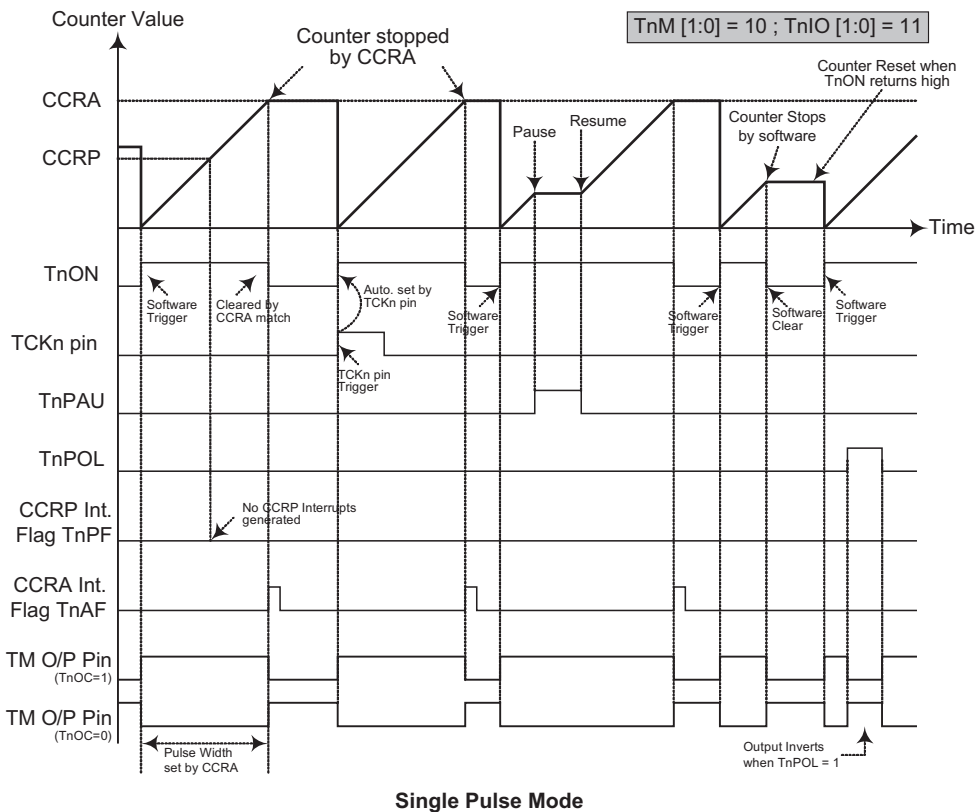 Counter Value
TnM [1:0] = 10 ; TnIO [1:0] = 11
Counter stopped
by CCRA
Counter Reset when
TnON returns high
CCRA
Counter Stops
by software
Pause
Resume
CCRP
Time
TnON
Software
Trigger
Cleared by
CCRA match
Auto. set by
TCKn pin
Software
Trigger
Software
Trigger
Software
Clear
Software
Trigger
TCKn pin
TCKn pin
Trigger
TnPAU
TnPOL
CCRP Int.
Flag TnPF
No CCRP Interrupts
generated
CCRA Int.
Flag TnAF
TM O/P Pin
(TnOC=1)
TM O/P Pin
(TnOC=0)
Pulse Width
set by CCRA
Output Inverts
when TnPOL = 1
Single Pulse Mode